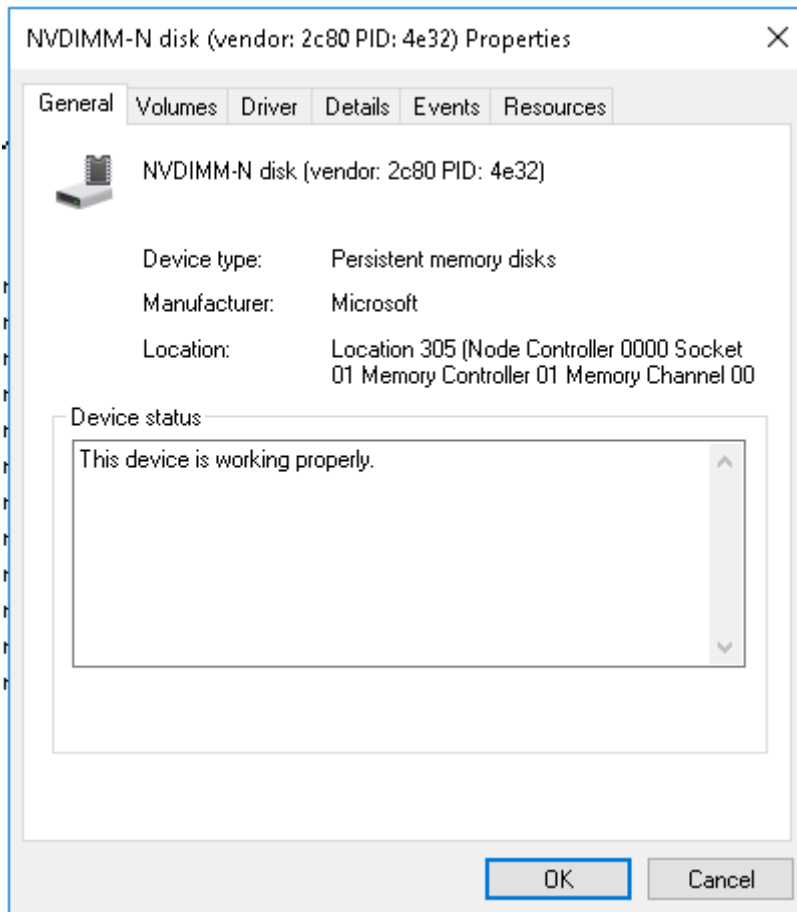 NVDIMM-N disk (vendor: 2c80 PID: 4e32) Properties
General Volumes Driver Details Events Resources
NVDIMM-N disk (vendor: 2c80 PID: 4e32)
Device type: Persistent memory disks
Manufacturer: Microsoft
Location: Location 305 (Node Controller 0000 Socket
01 Memory Controller 01 Memory Channel 00
Device status
This device is working properly.
OK Cancel